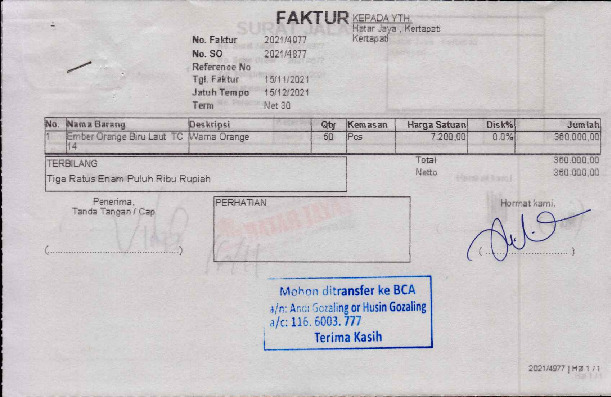 FAKTUR
KEPADA YTH.
Hatar Jaya , Kertapati
Kertapati
No. Faktur 2021/4977
No. SO 2021/4877
Reference No
Tgl. Faktur 15/11/2021
Jatuh Tempo 15/12/2021
Term Net 30
No. Nama Barang Deskripsi Qty Kemasan Harga Satuan Disk% Jumlah
1 Ember Orange Biru Laut TC Warna Orange 50 Pcs 7.200,00 0.0% 360.000,00
14
TERBILANG
Tiga Ratus Enam Puluh Ribu Rupiah
Total 360.000,00
Netto 360.000,00
Penerima,
Tanda Tangan / Cap
PERHATIAN
Hormat kami,
(..............................)
(..............................)
Mohon ditransfer ke BCA
a/n: Andi Gozaling or Husin Gozaling
a/c: 116. 6003. 777
Terima Kasih
2021/4977 | Hal 1 / 1